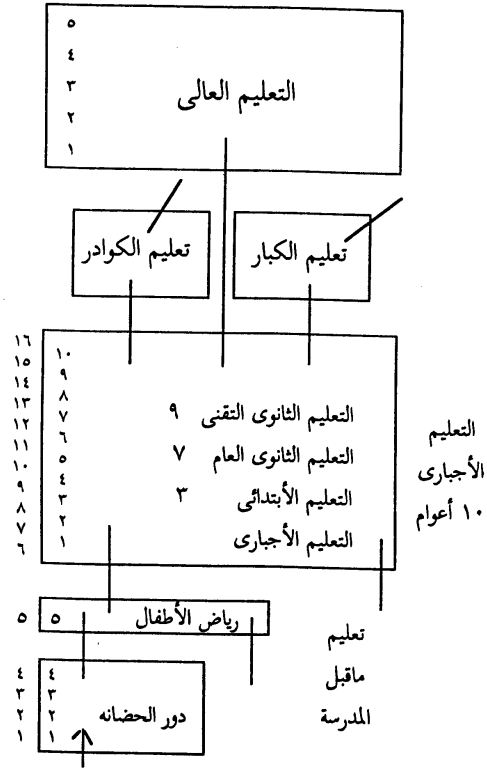 ٥
٤
٣
٢
١
التعليم العالى
تعليم الكبار
تعليم الكوادر
١٦
١٥
١٤
١٣
١٢
١١
١٠
٩
٨
٧
٦
١٠
٩
٨
٧
٦
٥
٤
٣
٢
١
التعليم الثانوى التقنى ٩
التعليم الثانوى العام ٧
التعليم الأبتدائى ٣
التعليم الأجبارى
التعليم
الأجبارى
١٠ أعوام
رياض الأطفال ٥ ٥
تعليم
ماقبل
المدرسة
دور الحضانه
٤ ٤
٣ ٣
٢ ٢
١ ١